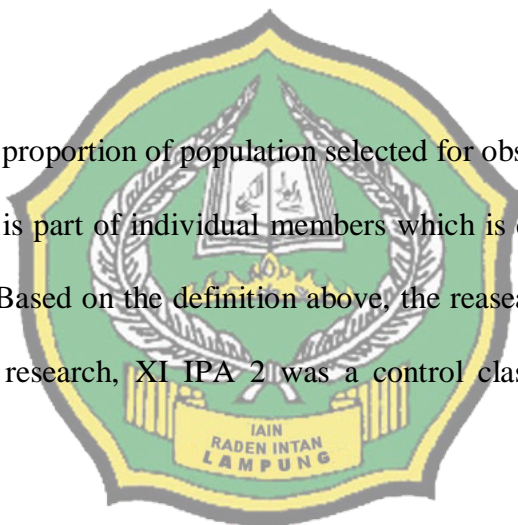 proportion of population selected for obs
is part of individual members which is
Based on the definition above, the reasea
research, XI IPA 2 was a control clas
IAIN
RADEN INTAN
LAMPUNG